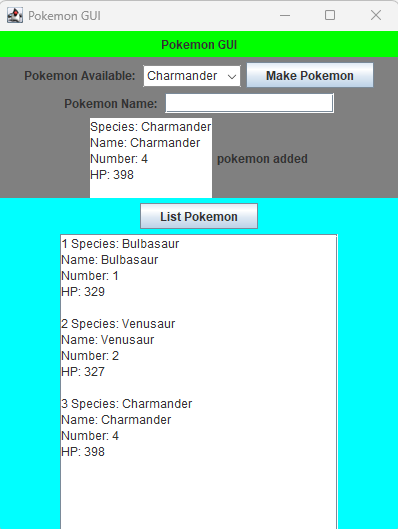 Pokemon GUI
Pokemon GUI
Pokemon Available: Charmander Make Pokemon
Pokemon Name:
Species: Charmander
Name: Charmander
Number: 4
HP: 398
pokemon added
List Pokemon
1 Species: Bulbasaur
Name: Bulbasaur
Number: 1
HP: 329
2 Species: Venusaur
Name: Venusaur
Number: 2
HP: 327
3 Species: Charmander
Name: Charmander
Number: 4
HP: 398